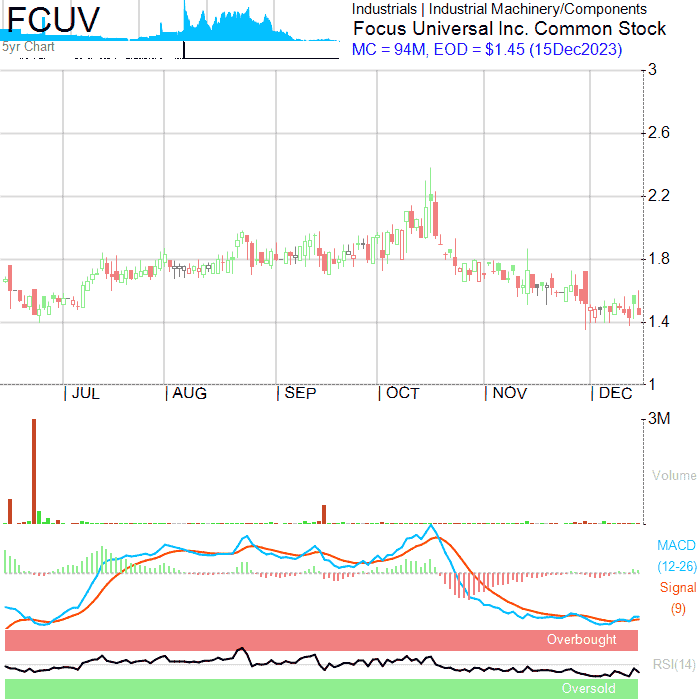 FCUV
5yr Chart
Industrials | Industrial Machinery/Components
Focus Universal Inc. Common Stock
MC = 94M, EOD = $1.45 (15Dec2023)
3
2.6
2.2
1.8
1.4
1
JUL AUG SEP OCT NOV DEC
3M
Volume
MACD
(12-26)
Signal
(9)
Overbought
RSI(14)
Oversold